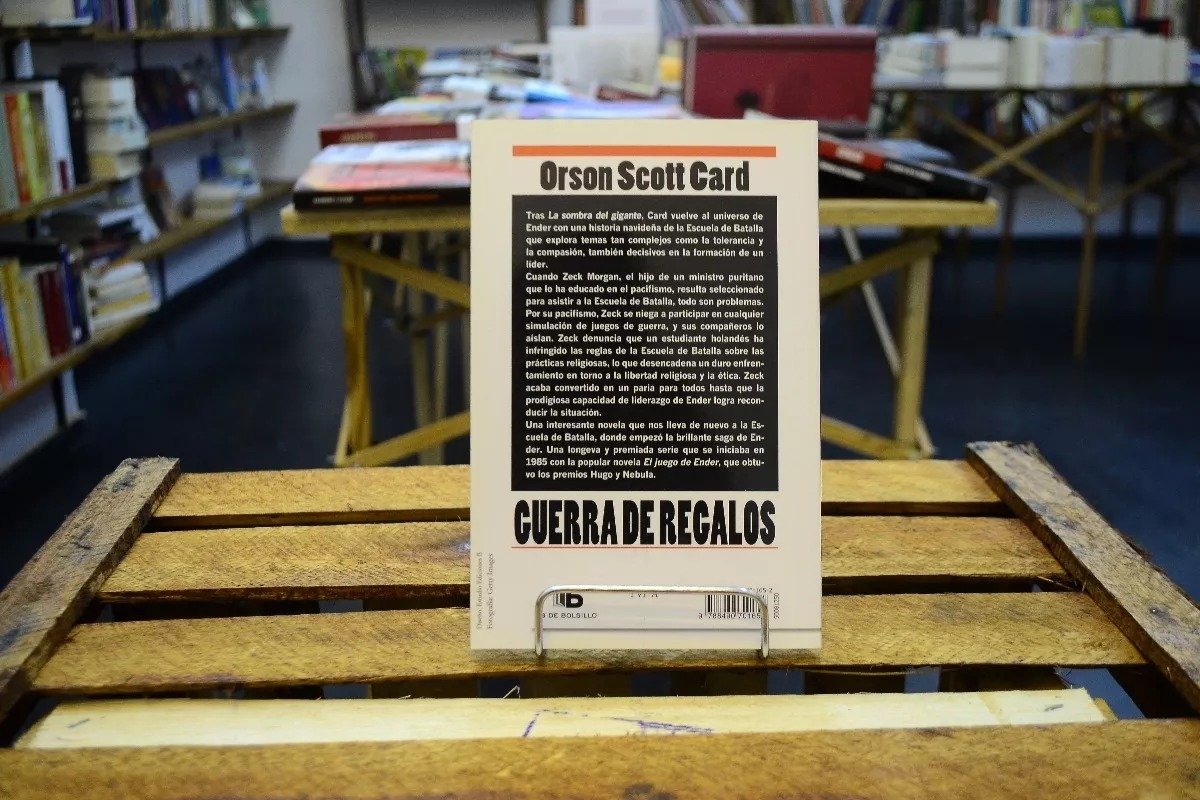 Orson Scott Card
Tras La sombra del gigante, Card vuelve al universo de
Ender con una historia navideña de la Escuela de Batalla
que explora temas tan complejos como la tolerancia y
la compasión, también decisivos en la formación de un
líder.
Cuando Zeck Morgan, el hijo de un ministro puritano
que lo ha educado en el pacifismo, resulta seleccionado
para asistir a la Escuela de Batalla, todo son problemas.
Por su pacifismo, Zeck se niega a participar en cualquier
simulación de juegos de guerra, y sus compañeros lo
aíslan. Zeck denuncia que un estudiante holandés ha
infringido las reglas de la Escuela de Batalla sobre las
prácticas religiosas, lo que desencadena un duro enfren-
tamiento en torno a la libertad religiosa y la ética. Zeck
acaba convertido en un paria para todos hasta que la
prodigiosa capacidad de liderazgo de Ender logra recon-
ducir la situación.
Una interesante novela que nos lleva de nuevo a la Es-
cuela de Batalla, donde empezó la brillante saga de En-
der. Una longeva y premiada serie que se iniciaba en
1985 con la popular novela El juego de Ender, que obtu-
vo los premios Hugo y Nebula.
GUERRA DE REGALOS
Diseño: Estudio Ediciones B
Fotografía: Getty Images
DE BOLSILLO